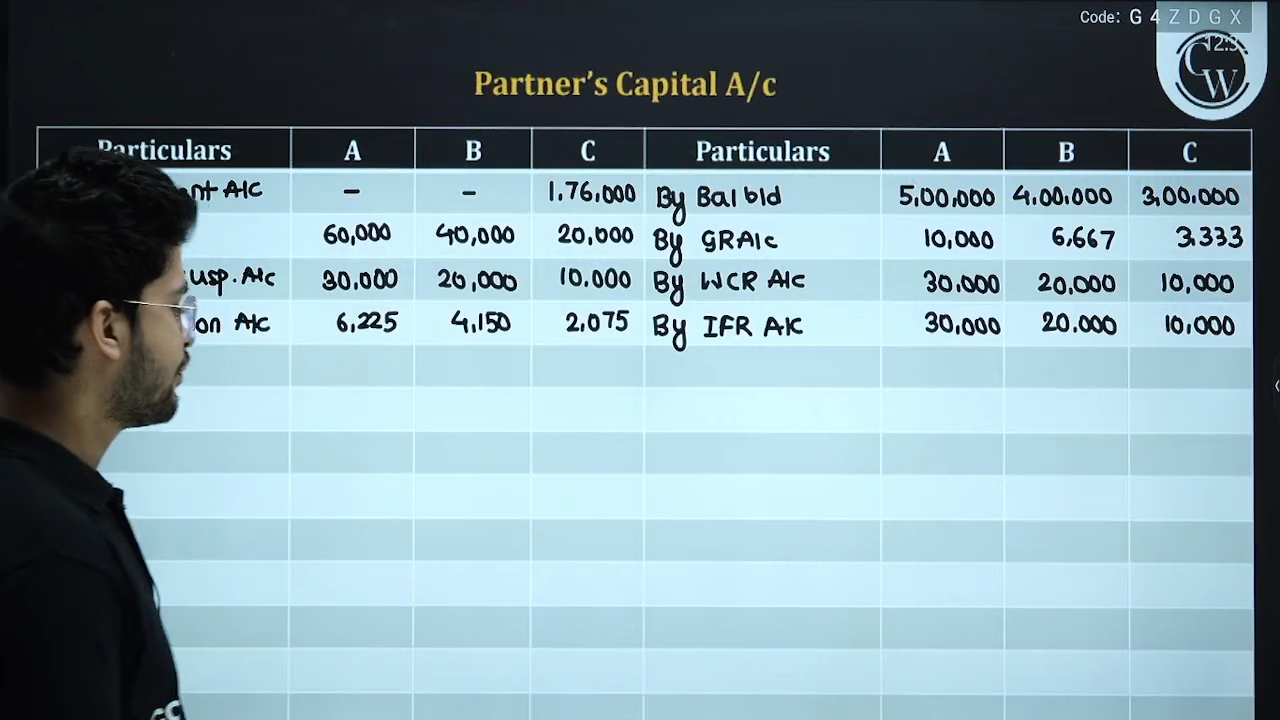 Code: G 4 Z D G X
12:3
CW
Partner's Capital A/c
Particulars A B C Particulars A B C
nt A/c – – 1,76,000 By Bal b/d 5,00,000 4,00,000 3,00,000
60,000 40,000 20,000 By GR A/c 10,000 6,667 3,333
usp. A/c 30,000 20,000 10,000 By WCR A/c 30,000 20,000 10,000
on A/c 6,225 4,150 2,075 By IFR A/c 30,000 20,000 10,000